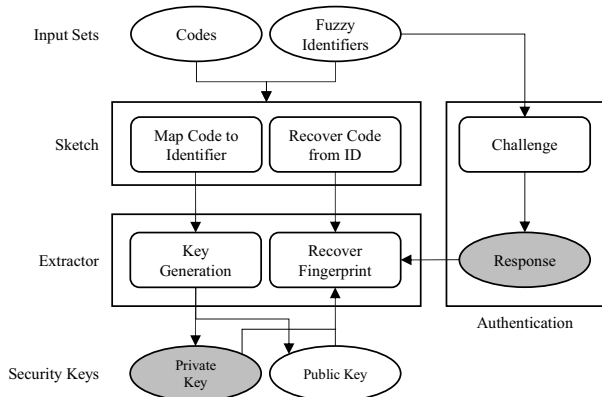 Input Sets
Codes
Fuzzy
Identifiers
Sketch
Map Code to
Identifier
Recover Code
from ID
Challenge
Extractor
Key
Generation
Recover
Fingerprint
Response
Authentication
Security Keys
Private
Key
Public Key